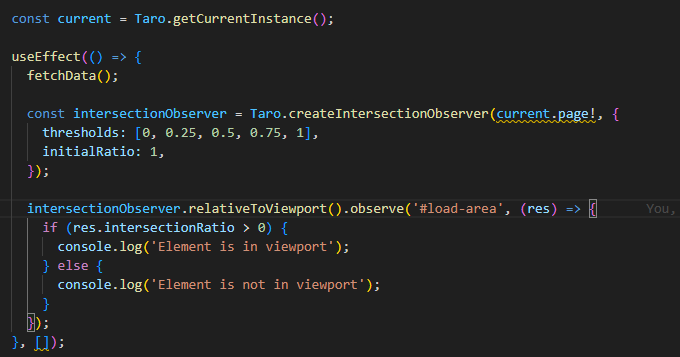 const current = Taro.getCurrentInstance();
useEffect(() => {
fetchData();
const intersectionObserver = Taro.createIntersectionObserver(current.page!, {
thresholds: [0, 0.25, 0.5, 0.75, 1],
initialRatio: 1,
});
intersectionObserver.relativeToViewport().observe('#load-area', (res) => { You,
if (res.intersectionRatio > 0) {
console.log('Element is in viewport');
} else {
console.log('Element is not in viewport');
}
});
}, []);